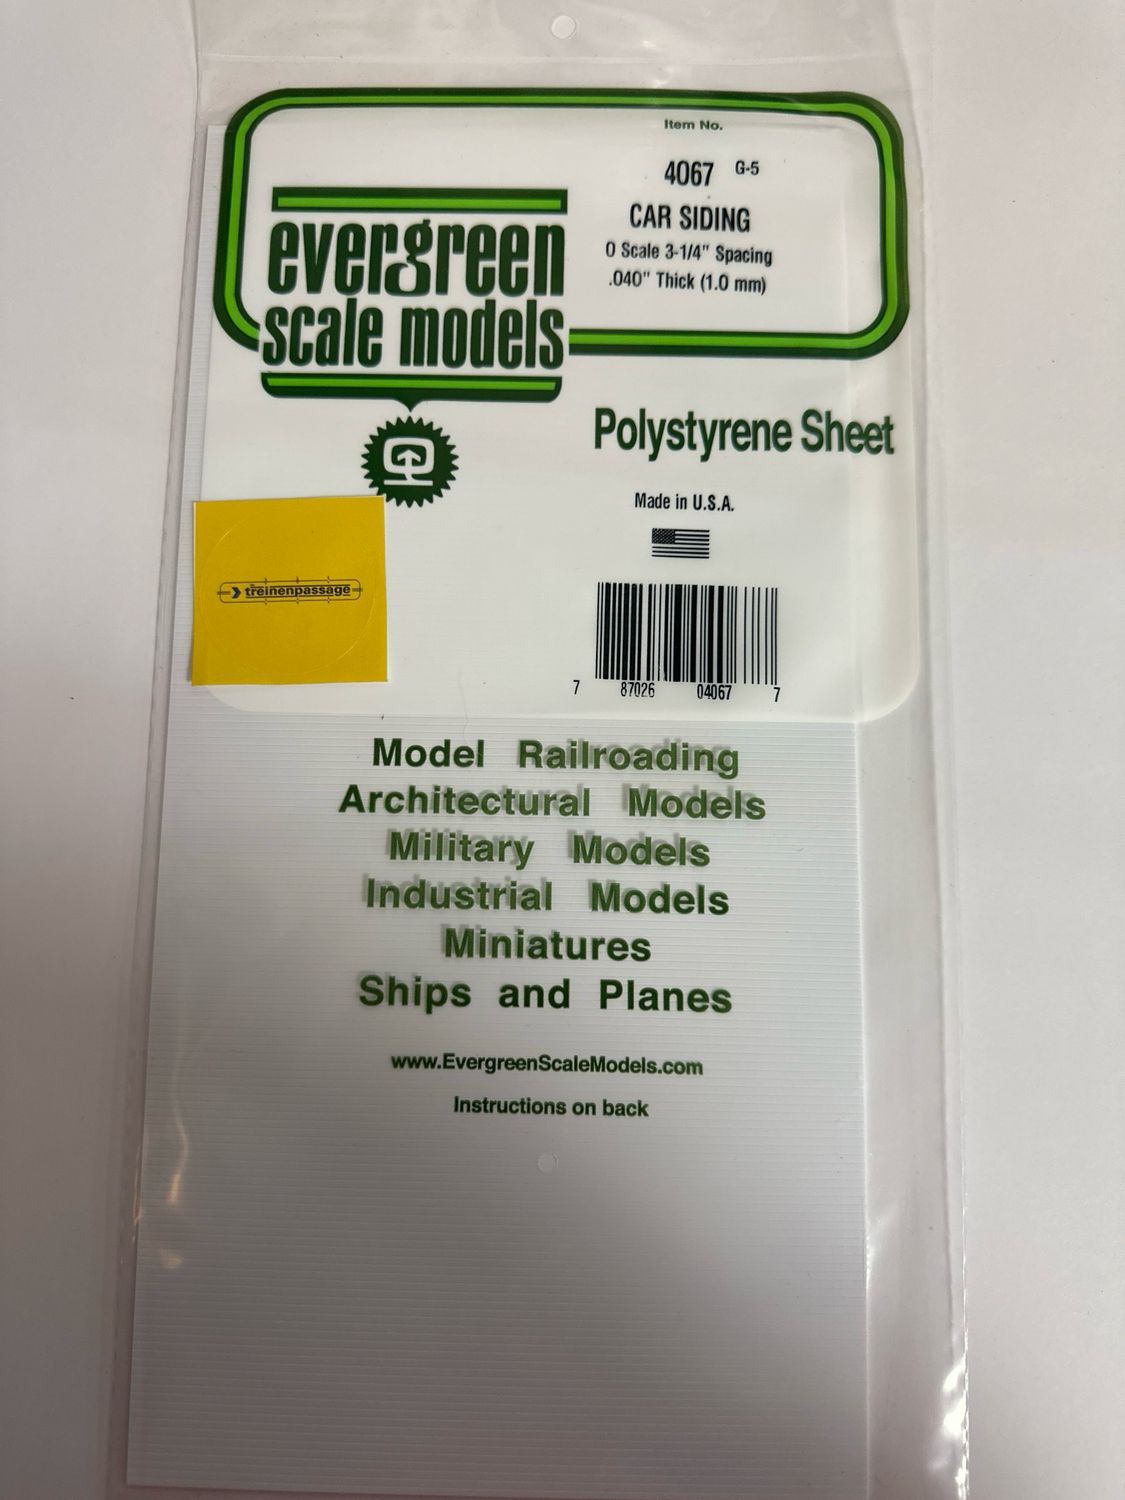 Item No.
4067 G-5
CAR SIDING
O Scale 3-1/4" Spacing
.040" Thick (1.0 mm)
evergreen
scale models
Polystyrene Sheet
Made in U.S.A.
treinenpassage
7 87026 04067 7
Model Railroading
Architectural Models
Military Models
Industrial Models
Miniatures
Ships and Planes
www.EvergreenScaleModels.com
Instructions on back